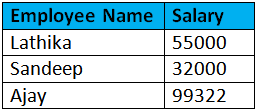 Employee Name Salary
Lathika 55000
Sandeep 32000
Ajay 99322